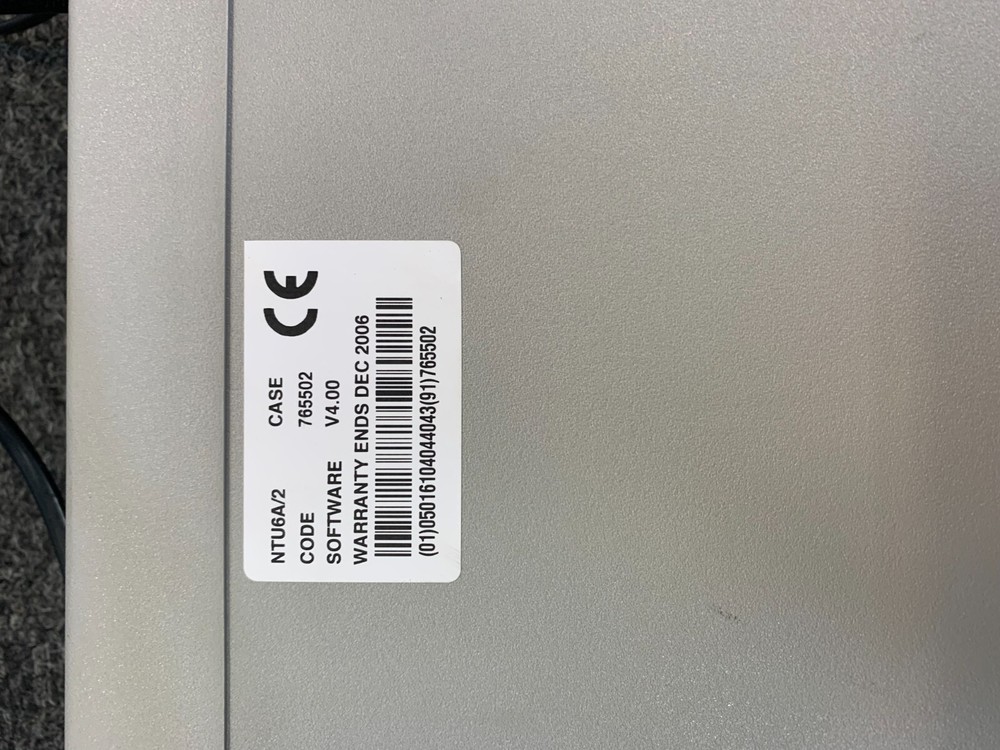 NTU6A/2 CASE CE
CODE 765502
SOFTWARE V4.00
WARRANTY ENDS DEC 2006
(01)05016104044043(91)765502